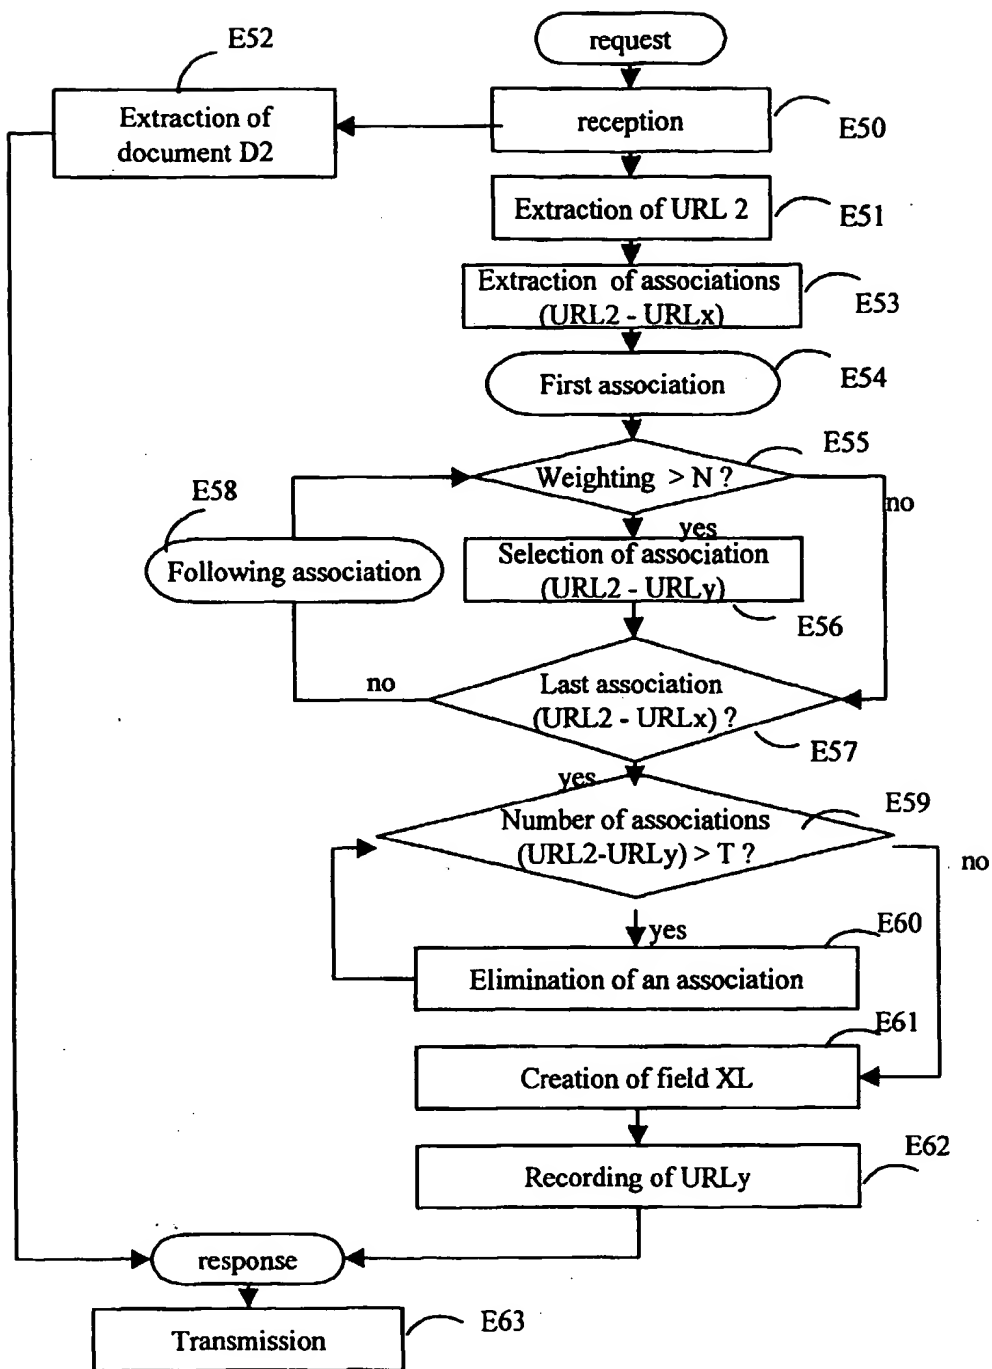 request
E52
Extraction of
document D2
reception
E50
Extraction of URL 2
E51
Extraction of associations
(URL2 - URLx)
E53
First association
E54
E55
Weighting > N ?
no
yes
E58
Following association
Selection of association
(URL2 - URLy)
E56
no
Last association
(URL2 - URLx) ?
E57
yes
E59
Number of associations
(URL2-URLy) > T ?
no
yes
E60
Elimination of an association
E61
Creation of field XL
E62
Recording of URLy
response
E63
Transmission